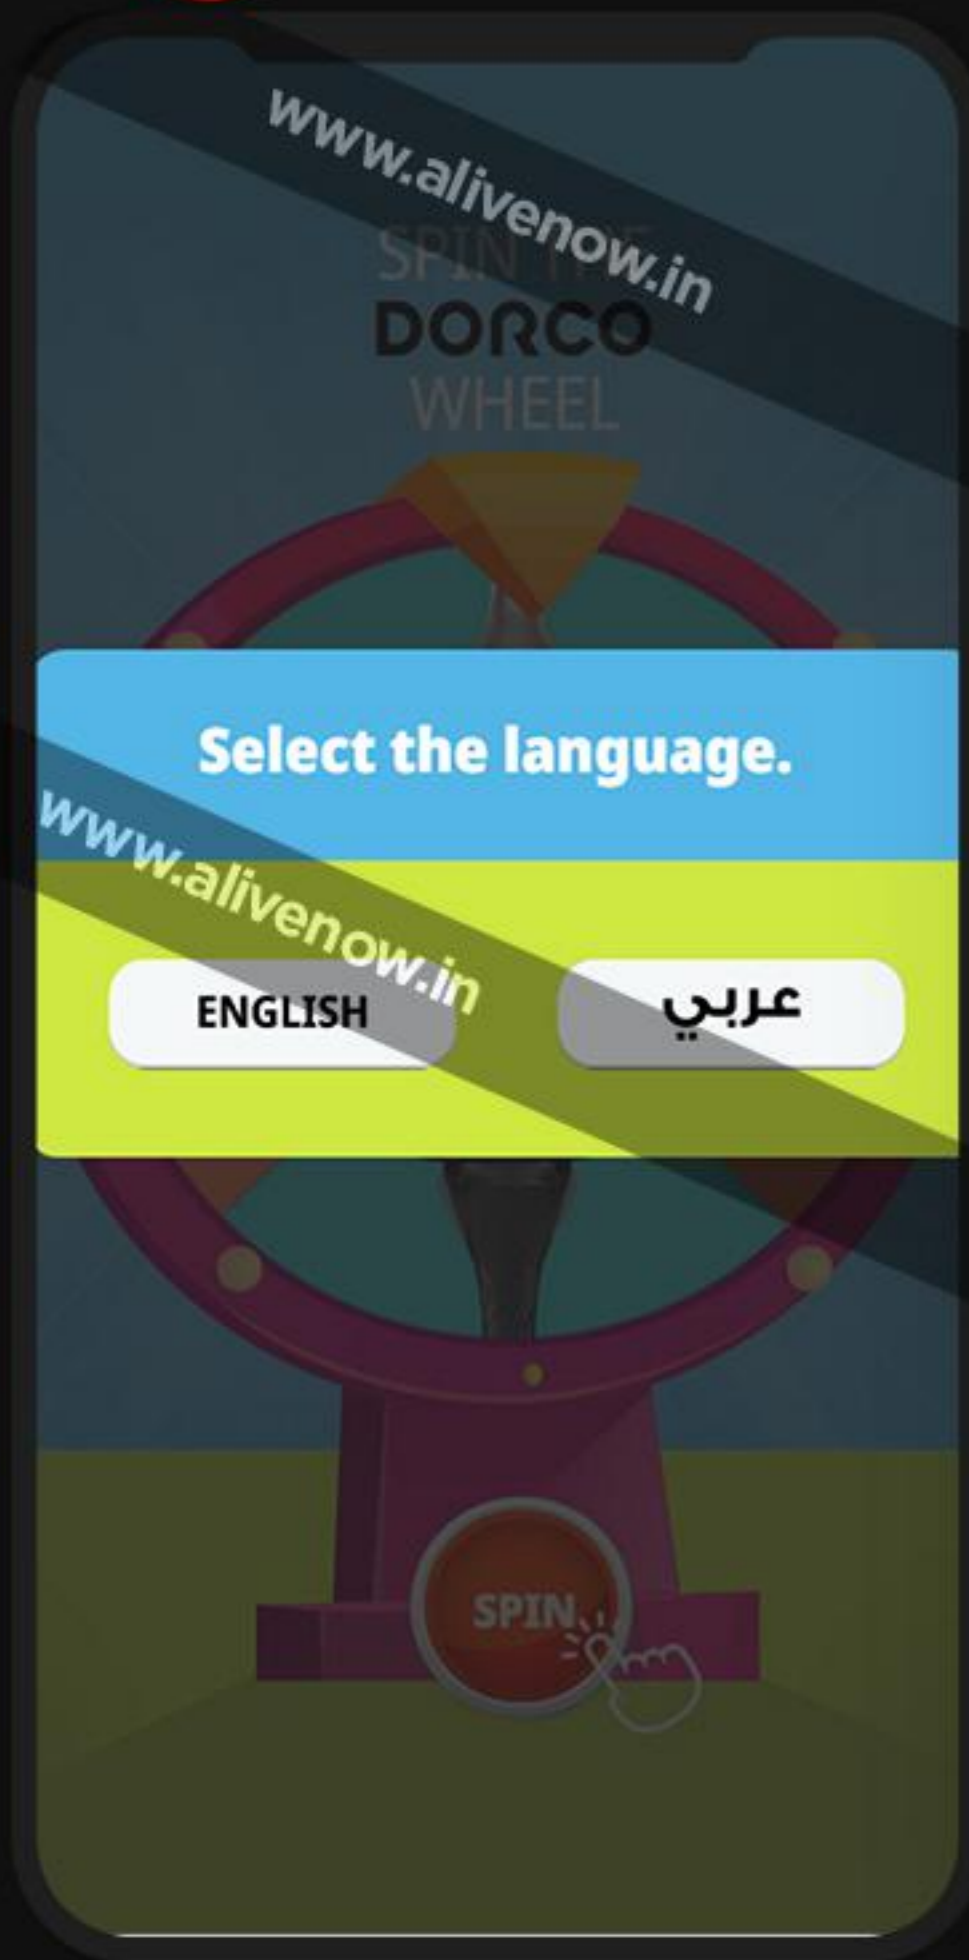 www.alivenow.in
SPIN THE
DORCO
WHEEL
Select the language.
www.alivenow.in
ENGLISH
عربي
SPIN